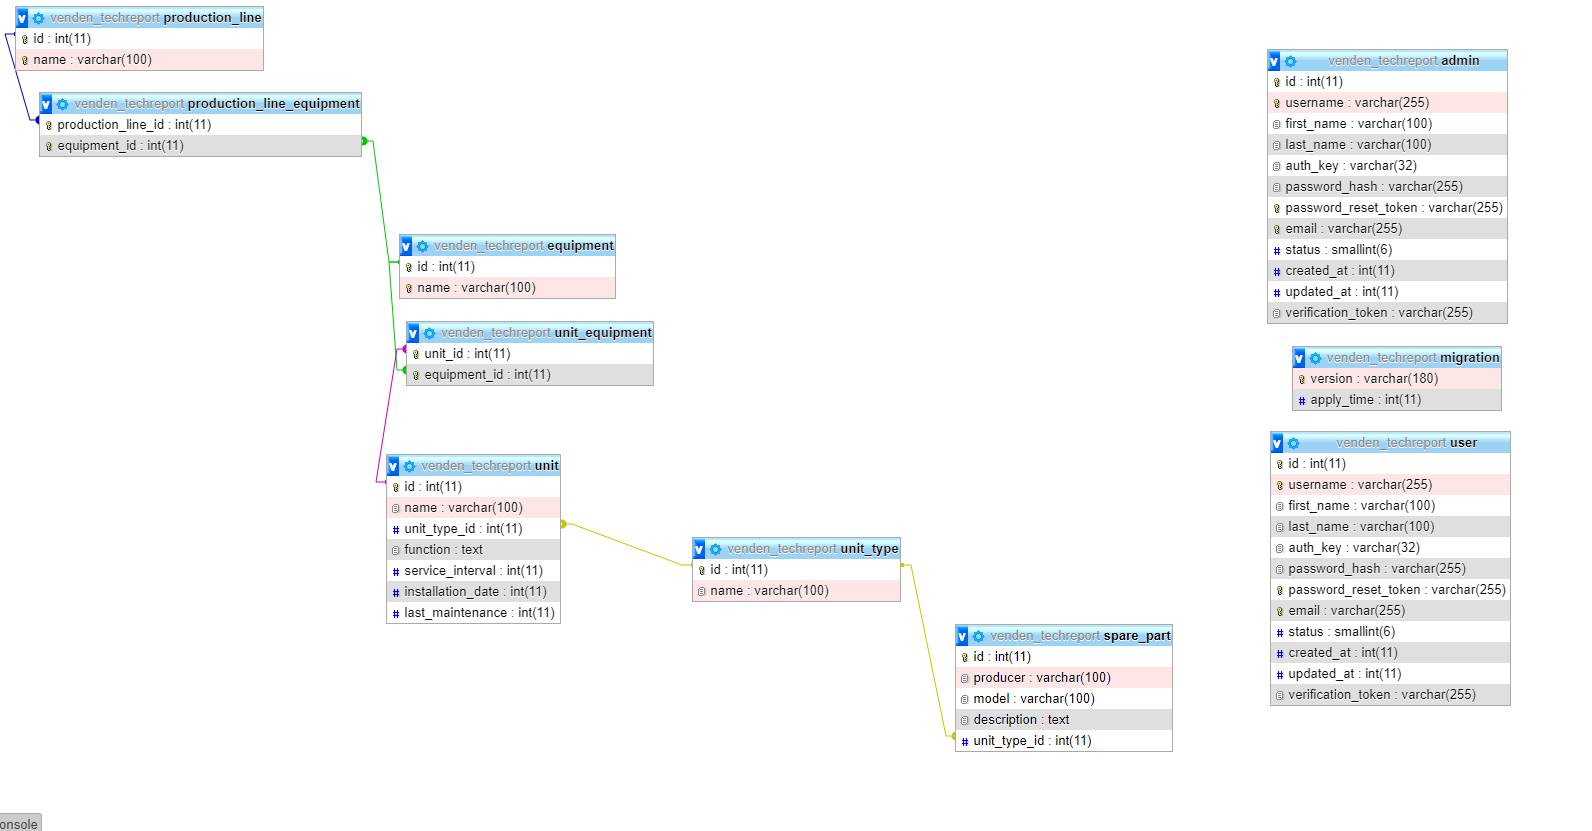 venden_techreport production_line
id : int(11)
name : varchar(100)
venden_techreport production_line_equipment
production_line_id : int(11)
equipment_id : int(11)
venden_techreport equipment
id : int(11)
name : varchar(100)
venden_techreport unit_equipment
unit_id : int(11)
equipment_id : int(11)
venden_techreport unit
id : int(11)
name : varchar(100)
unit_type_id : int(11)
function : text
service_interval : int(11)
installation_date : int(11)
last_maintenance : int(11)
venden_techreport unit_type
id : int(11)
name : varchar(100)
venden_techreport spare_part
id : int(11)
producer : varchar(100)
model : varchar(100)
description : text
unit_type_id : int(11)
venden_techreport admin
id : int(11)
username : varchar(255)
first_name : varchar(100)
last_name : varchar(100)
auth_key : varchar(32)
password_hash : varchar(255)
password_reset_token : varchar(255)
email : varchar(255)
status : smallint(6)
created_at : int(11)
updated_at : int(11)
verification_token : varchar(255)
venden_techreport migration
version : varchar(180)
apply_time : int(11)
venden_techreport user
id : int(11)
username : varchar(255)
first_name : varchar(100)
last_name : varchar(100)
auth_key : varchar(32)
password_hash : varchar(255)
password_reset_token : varchar(255)
email : varchar(255)
status : smallint(6)
created_at : int(11)
updated_at : int(11)
verification_token : varchar(255)
onsole